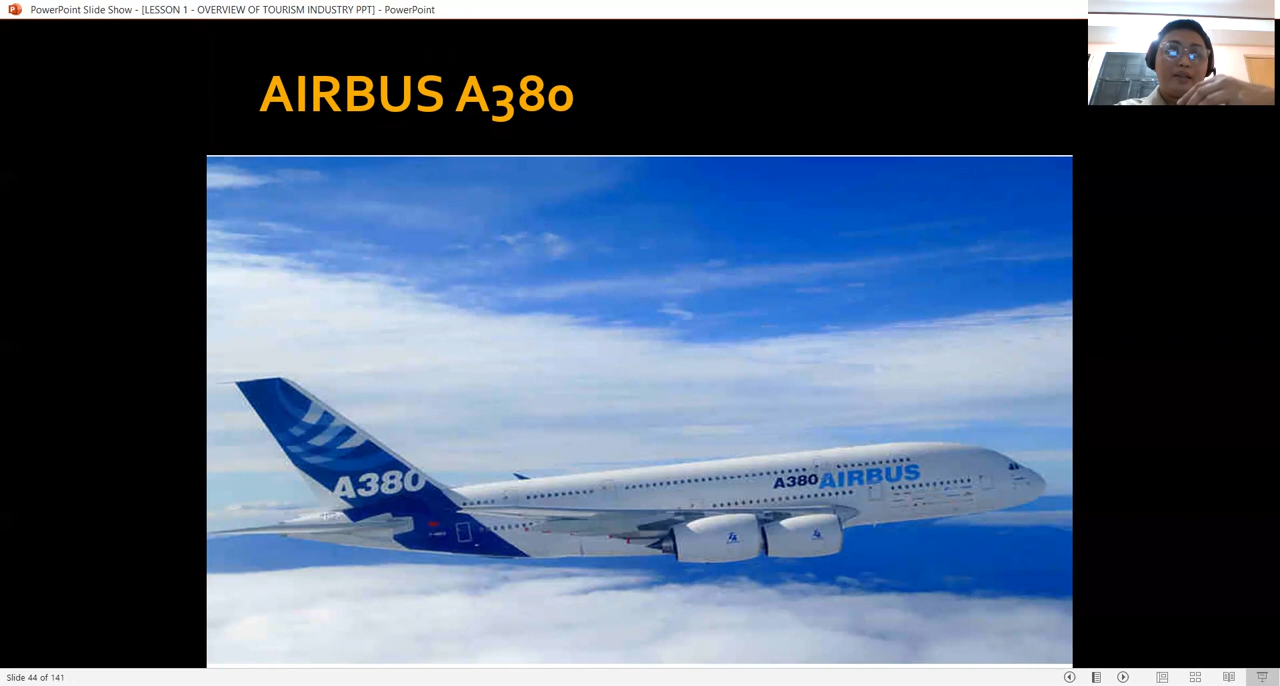 PowerPoint Slide Show - [LESSON 1 - OVERVIEW OF TOURISM INDUSTRY PPT] - PowerPoint
AIRBUS A380
A380
A380 AIRBUS
Slide 44 of 141